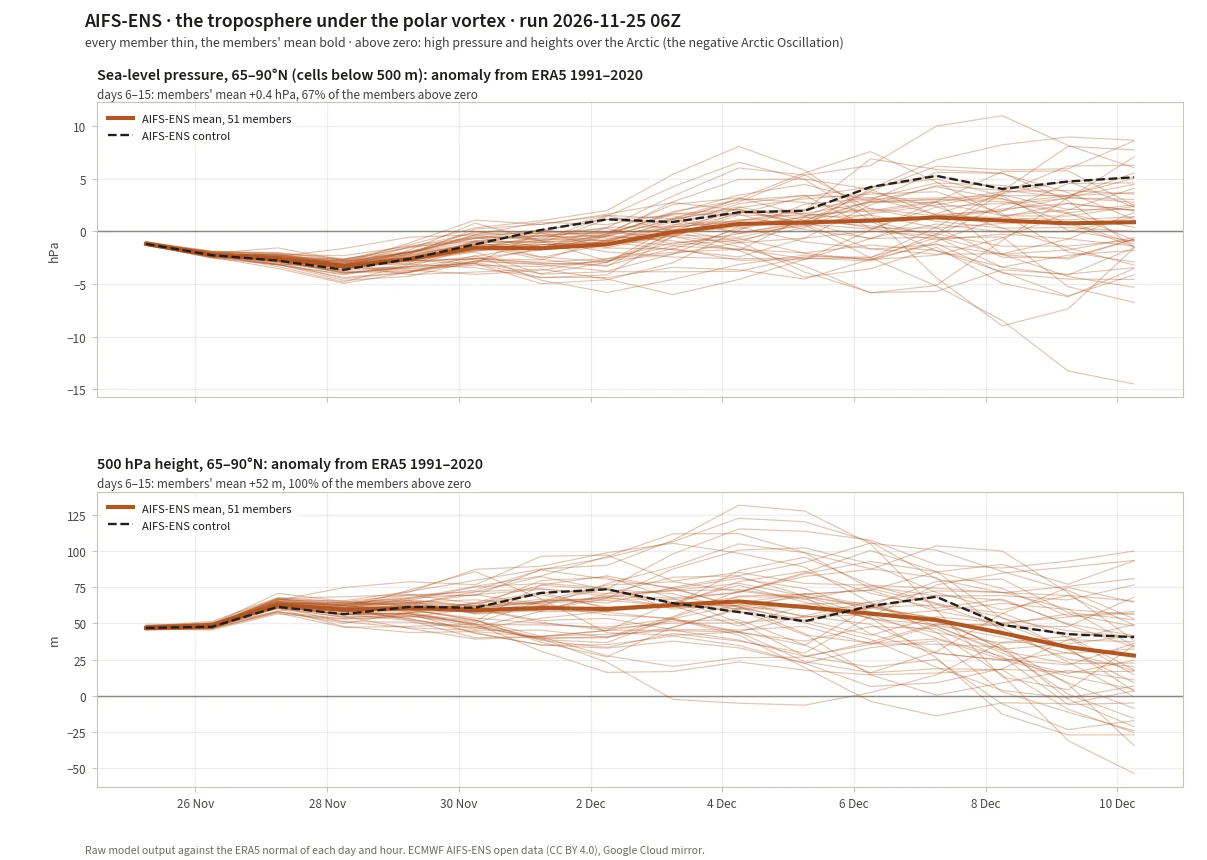 AIFS-ENS · the troposphere under the polar vortex · run 2026-11-25 06Z
every member thin, the members' mean bold · above zero: high pressure and heights over the Arctic (the negative Arctic Oscillation)
Sea-level pressure, 65–90°N (cells below 500 m): anomaly from ERA5 1991–2020
days 6–15: members' mean +0.4 hPa, 67% of the members above zero
AIFS-ENS mean, 51 members
AIFS-ENS control
10
5
0
−5
−10
−15
hPa
500 hPa height, 65–90°N: anomaly from ERA5 1991–2020
days 6–15: members' mean +52 m, 100% of the members above zero
AIFS-ENS mean, 51 members
AIFS-ENS control
125
100
75
50
25
0
−25
−50
m
26 Nov
28 Nov
30 Nov
2 Dec
4 Dec
6 Dec
8 Dec
10 Dec
Raw model output against the ERA5 normal of each day and hour. ECMWF AIFS-ENS open data (CC BY 4.0), Google Cloud mirror.